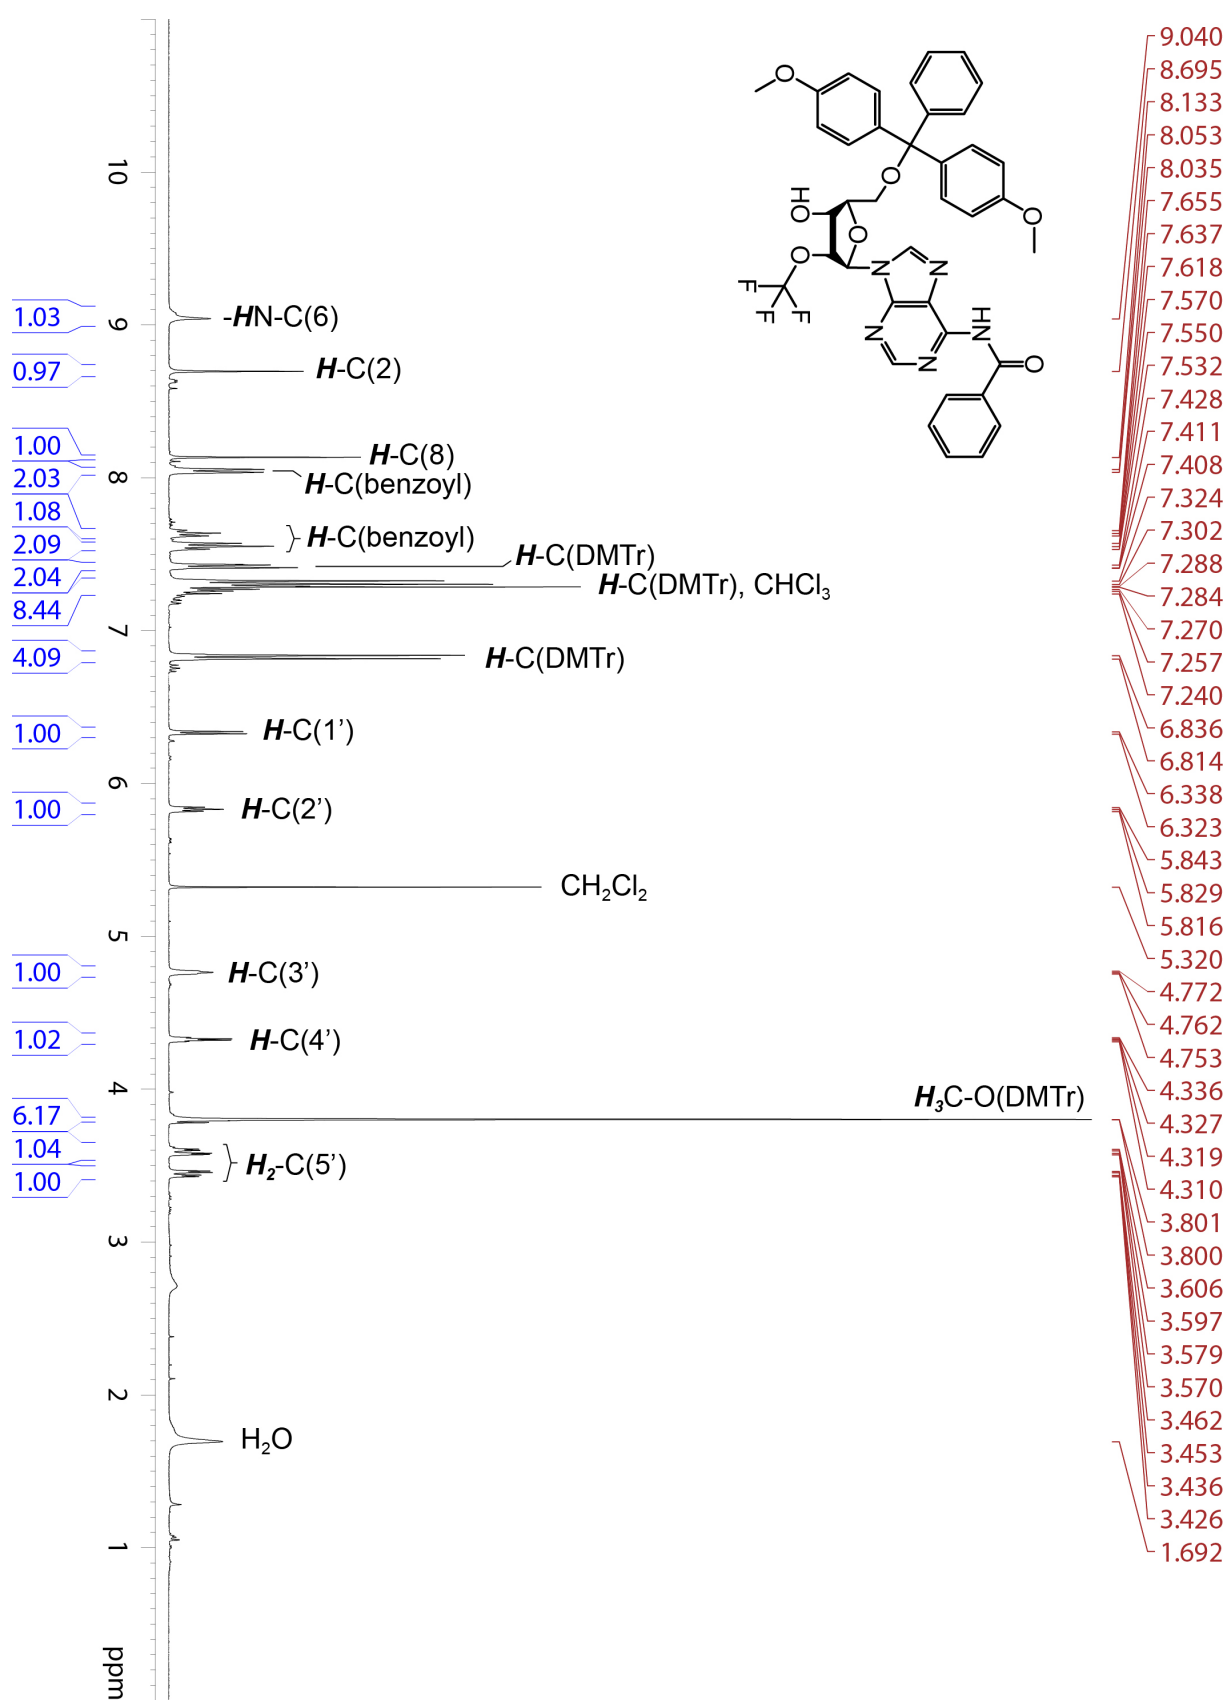 9.040
8.695
8.133
8.053
8.035
7.655
7.637
7.618
7.570
7.550
7.532
7.428
7.411
7.408
7.324
7.302
7.288
7.284
7.270
7.257
7.240
6.836
6.814
6.338
6.323
5.843
5.829
5.816
5.320
4.772
4.762
4.753
4.336
4.327
4.319
4.310
3.801
3.800
3.606
3.597
3.579
3.570
3.462
3.453
3.436
3.426
1.692
O
O
O
HO
O
O
F
F
F
N
N
N
N
HN
O
-HN-C(6)
H-C(2)
H-C(8)
H-C(benzoyl)
H-C(benzoyl)
H-C(DMTr)
H-C(DMTr), CHCl3
H-C(DMTr)
H-C(1’)
H-C(2’)
CH2Cl2
H-C(3’)
H-C(4’)
H3C-O(DMTr)
H2-C(5’)
H2O
10
9
8
7
6
5
4
3
2
1
ppm
1.03
0.97
1.00
2.03
1.08
2.09
2.04
8.44
4.09
1.00
1.00
1.00
1.02
6.17
1.04
1.00